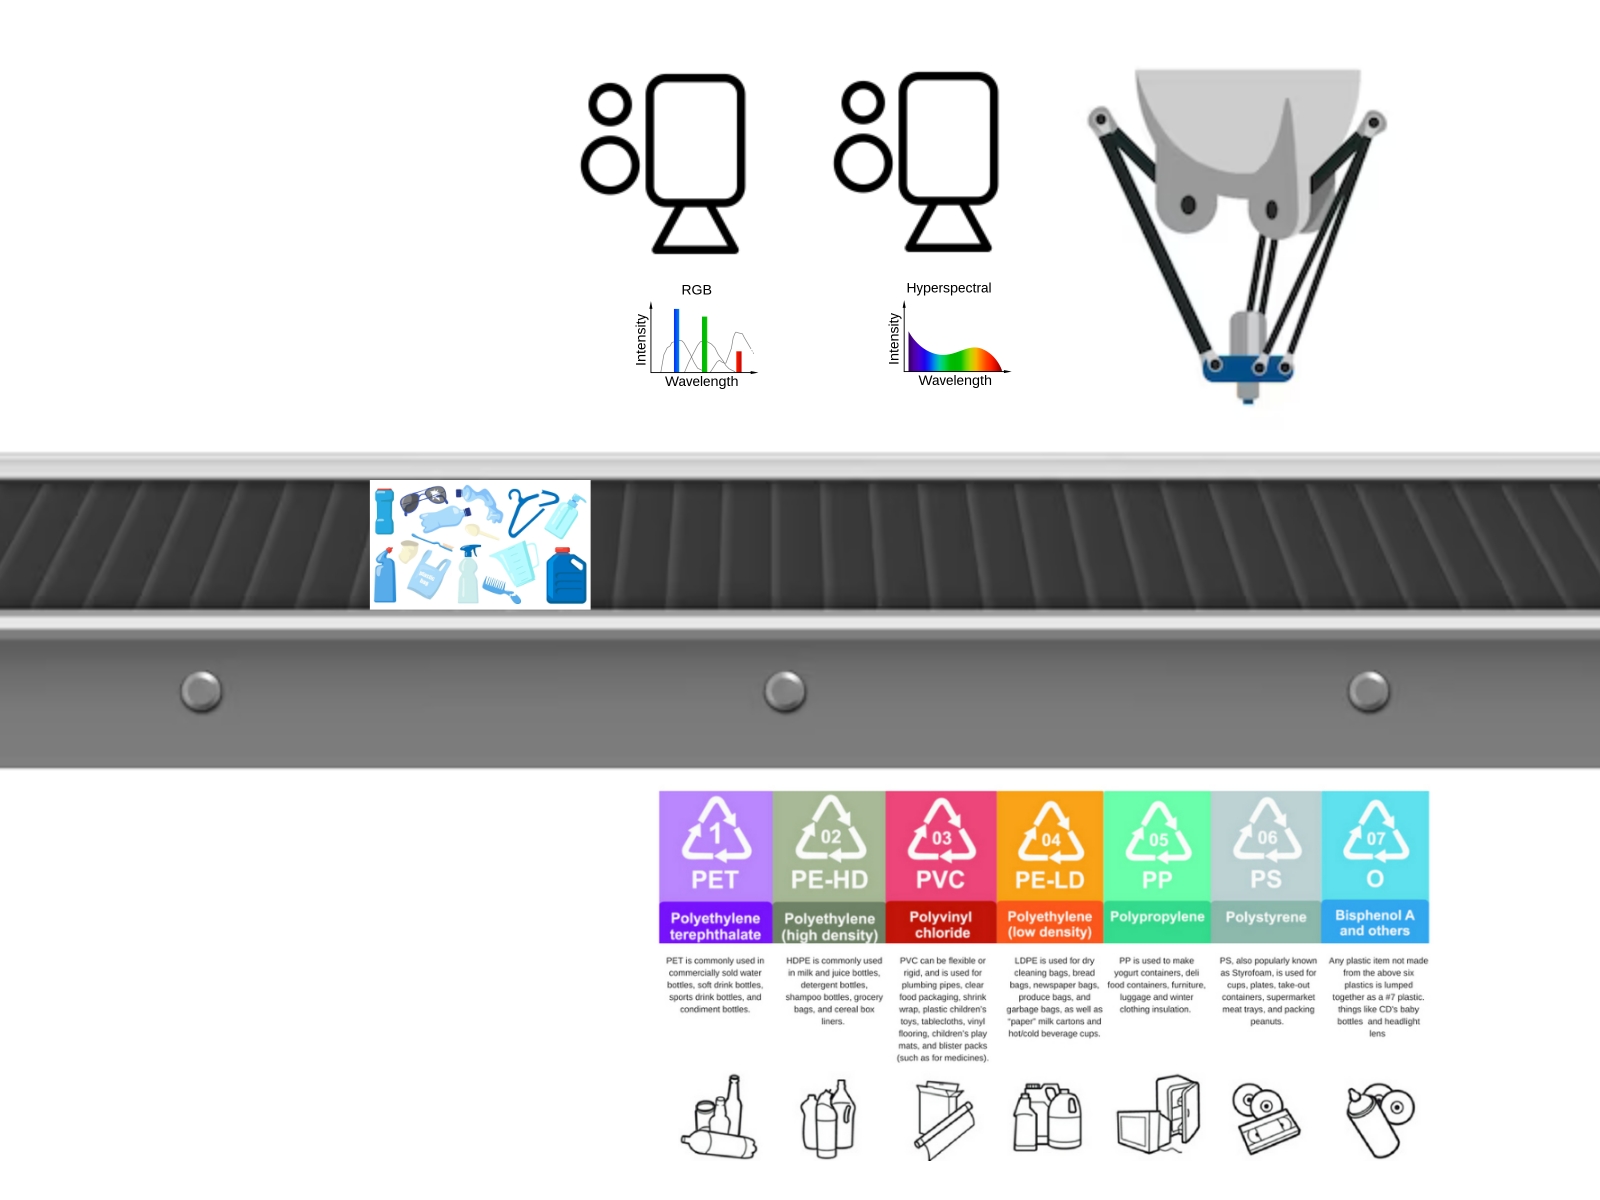 RGB
Intensity
Wavelength
Hyperspectral
Intensity
Wavelength
1
PET
Polyethylene
terephthalate
PET is commonly used in
commercially sold water
bottles, soft drink bottles,
sports drink bottles, and
condiment bottles.
02
PE-HD
Polyethylene
(high density)
HDPE is commonly used
in milk and juice bottles,
detergent bottles,
shampoo bottles, grocery
bags, and cereal box
liners.
03
PVC
Polyvinyl
chloride
PVC can be flexible or
rigid, and is used for
plumbing pipes, clear
food packaging, shrink
wrap, plastic children's
toys, tablecloths, vinyl
flooring, children's play
mats, and blister packs
(such as for medicines).
04
PE-LD
Polyethylene
(low density)
LDPE is used for dry
cleaning bags, bread
bags, newspaper bags,
produce bags, and
garbage bags, as well as
"paper" milk cartons and
hot/cold beverage cups.
05
PP
Polypropylene
PP is used to make
yogurt containers, deli
food containers, furniture,
luggage and winter
clothing insulation.
06
PS
Polystyrene
PS, also popularly known
as Styrofoam, is used for
cups, plates, take-out
containers, supermarket
meat trays, and packing
peanuts.
07
O
Bisphenol A
and others
Any plastic item not made
from the above six
plastics is lumped
together as a #7 plastic.
things like CD's baby
bottles and headlight
lens